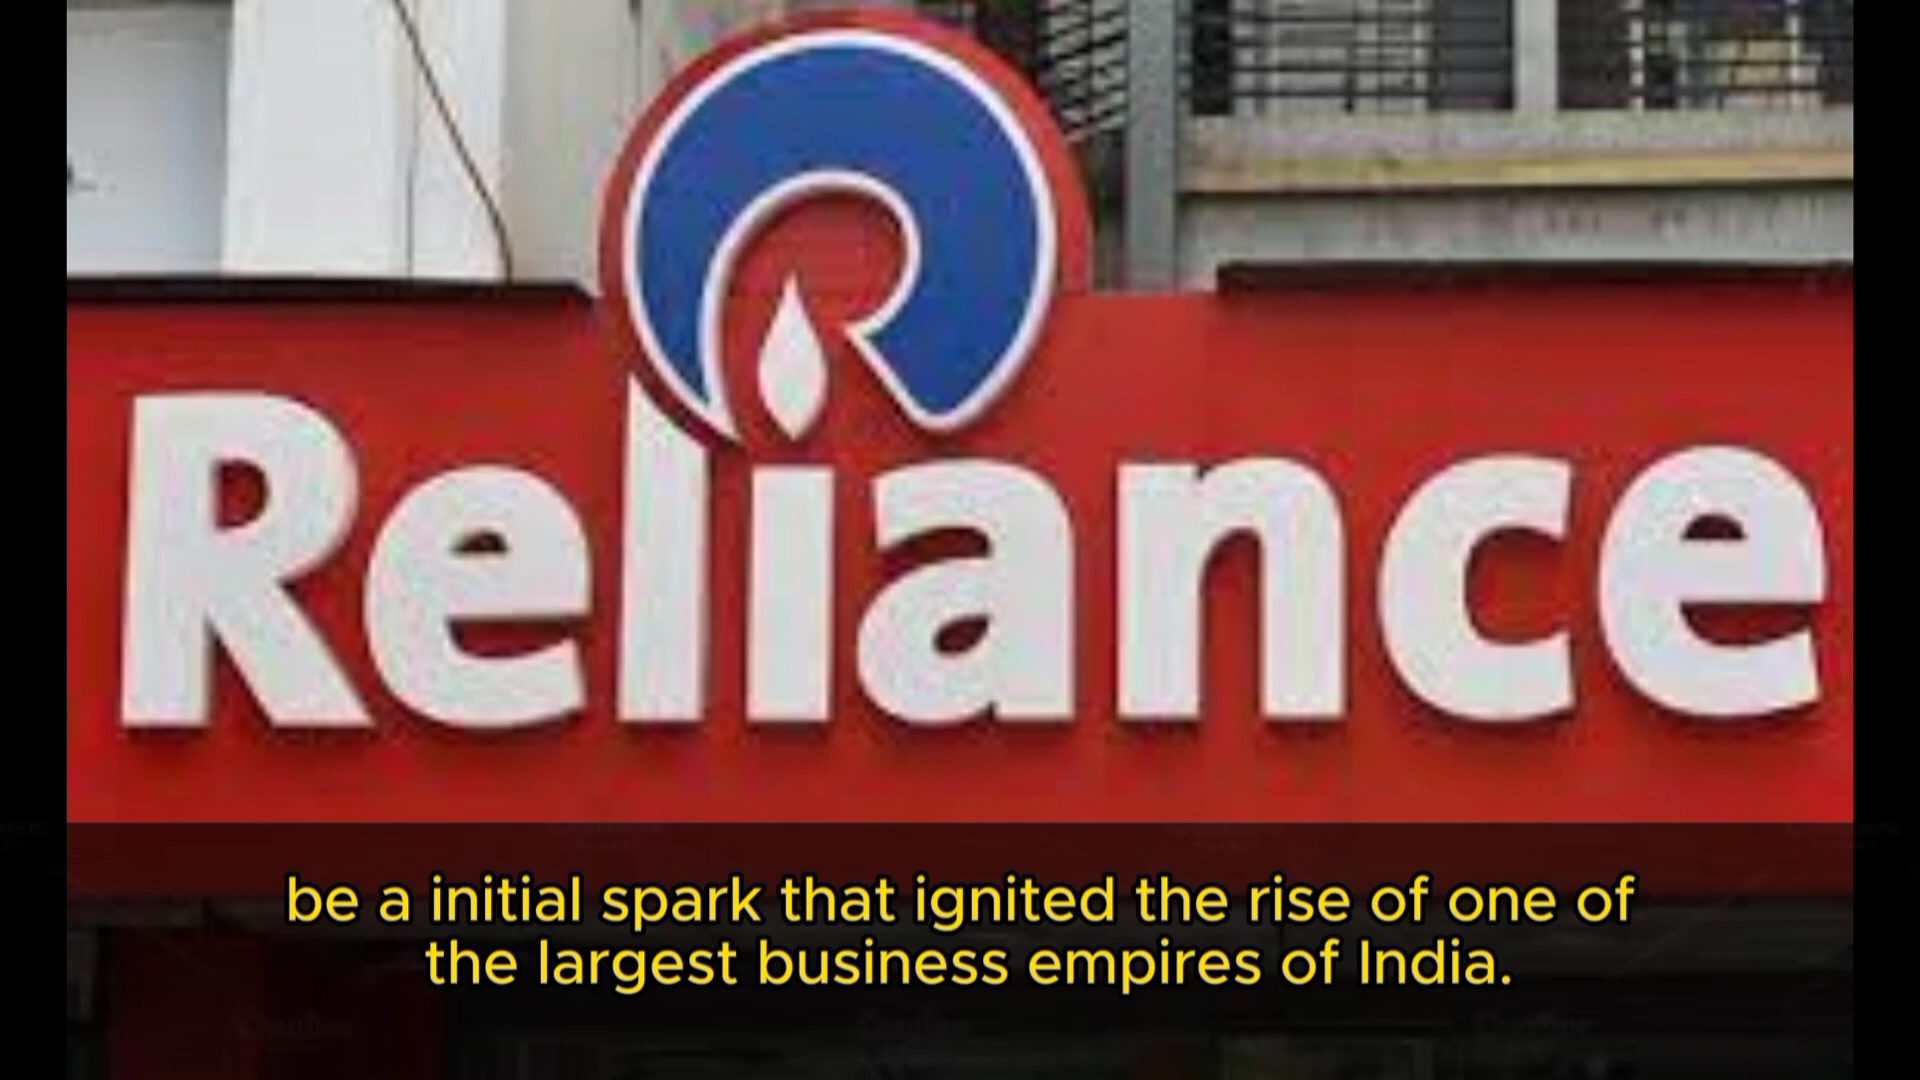 Reliance
be a initial spark that ignited the rise of one of
the largest business empires of India.